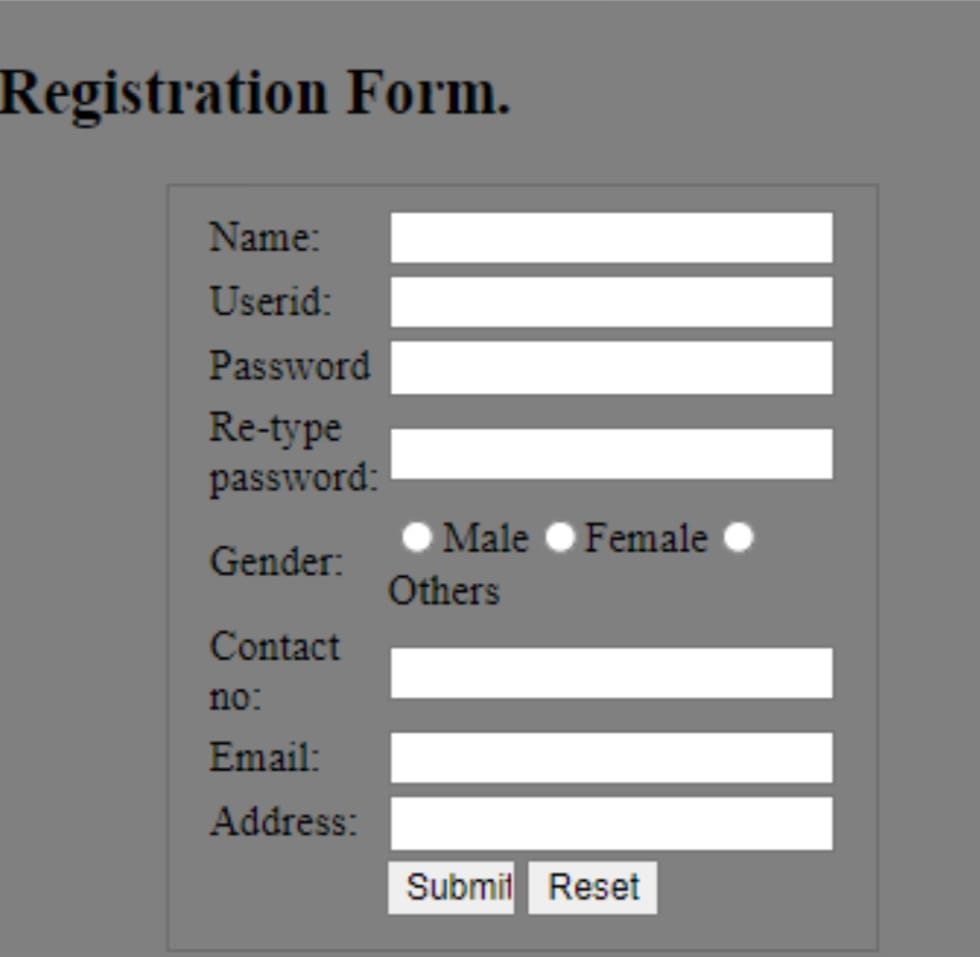 Registration Form.
Name:
Userid:
Password
Re-type
password:
Gender:
Male Female
Others
Contact
no:
Email:
Address:
Submit Reset